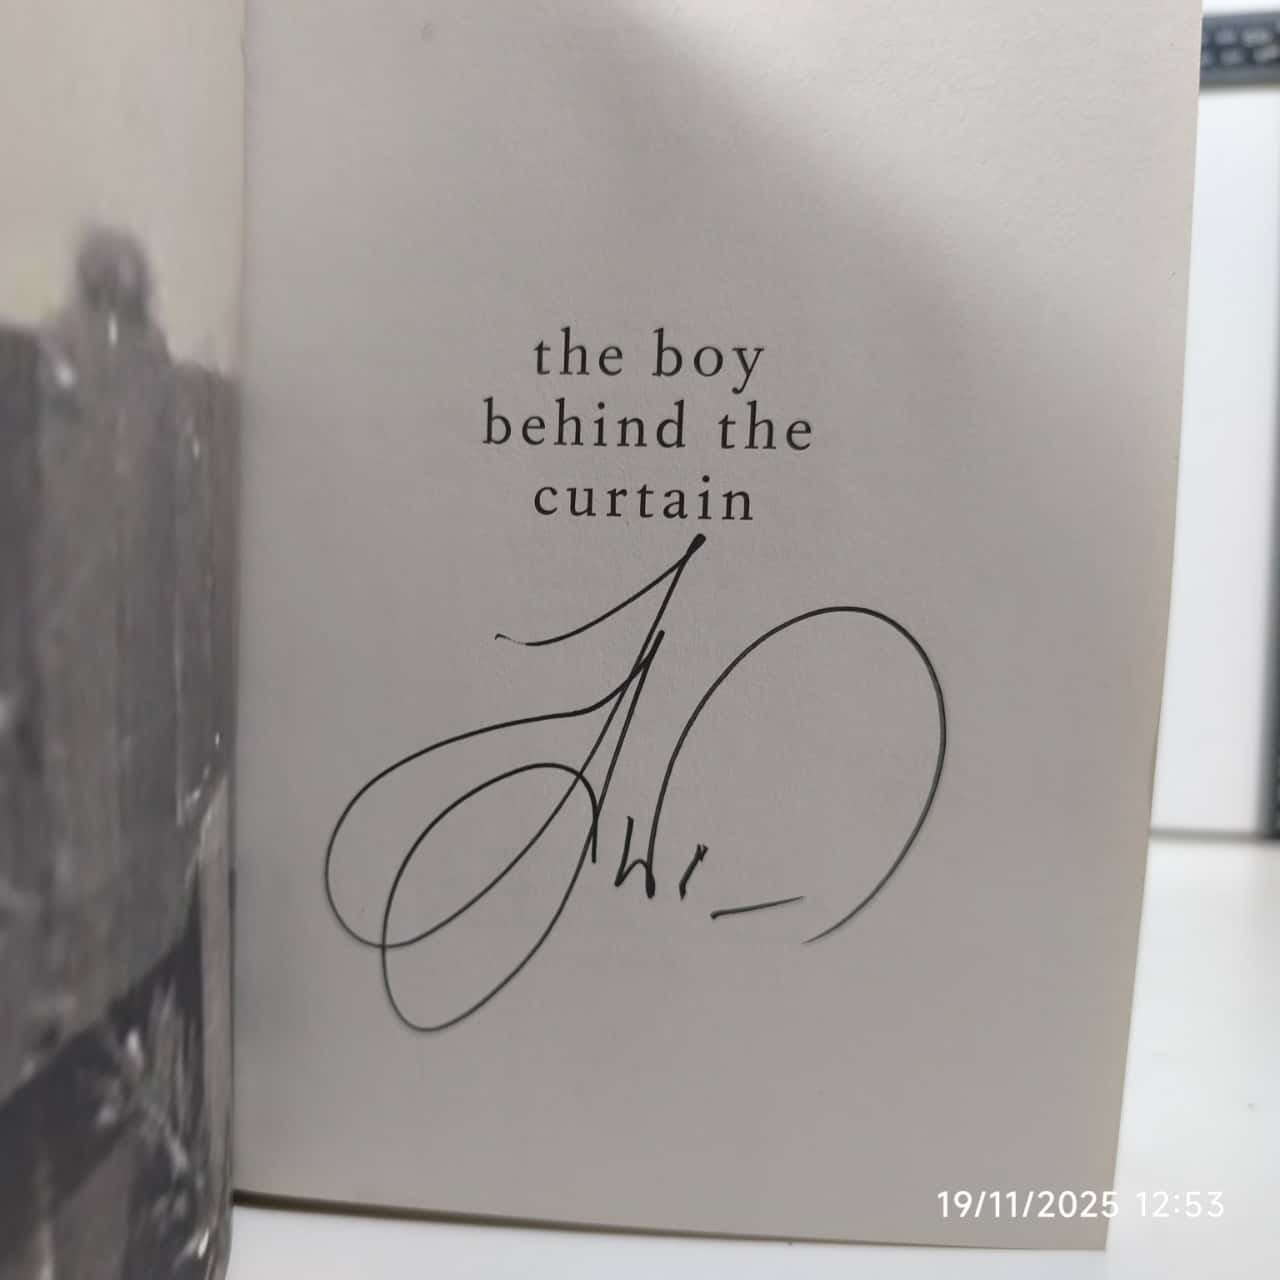 the boy
behind the
curtain
19/11/2025 12:53